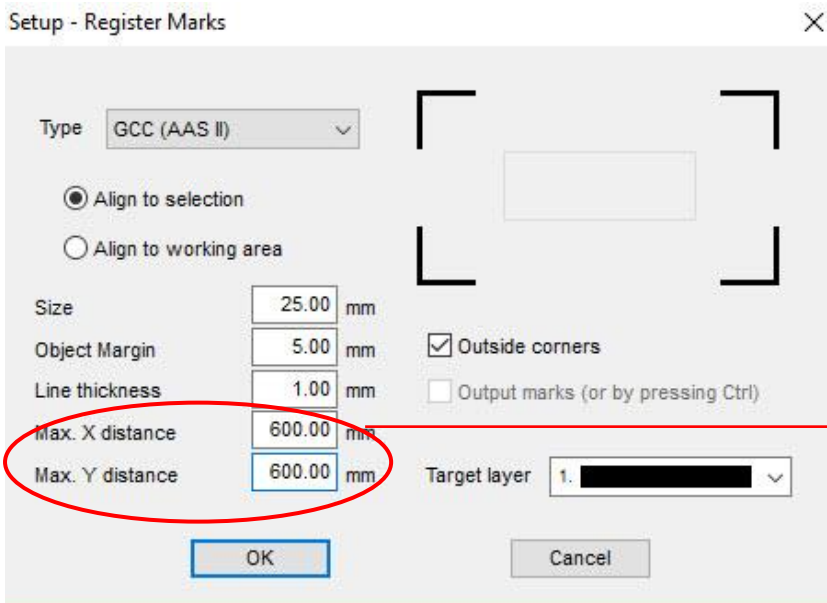 Setup - Register Marks
Type GCC (AAS II)
Align to selection
Align to working area
Size 25.00 mm
Object Margin 5.00 mm
Outside corners
Line thickness 1.00 mm
Output marks (or by pressing Ctrl)
Max. X distance 600.00 mm
Max. Y distance 600.00 mm
Target layer 1.
OK
Cancel